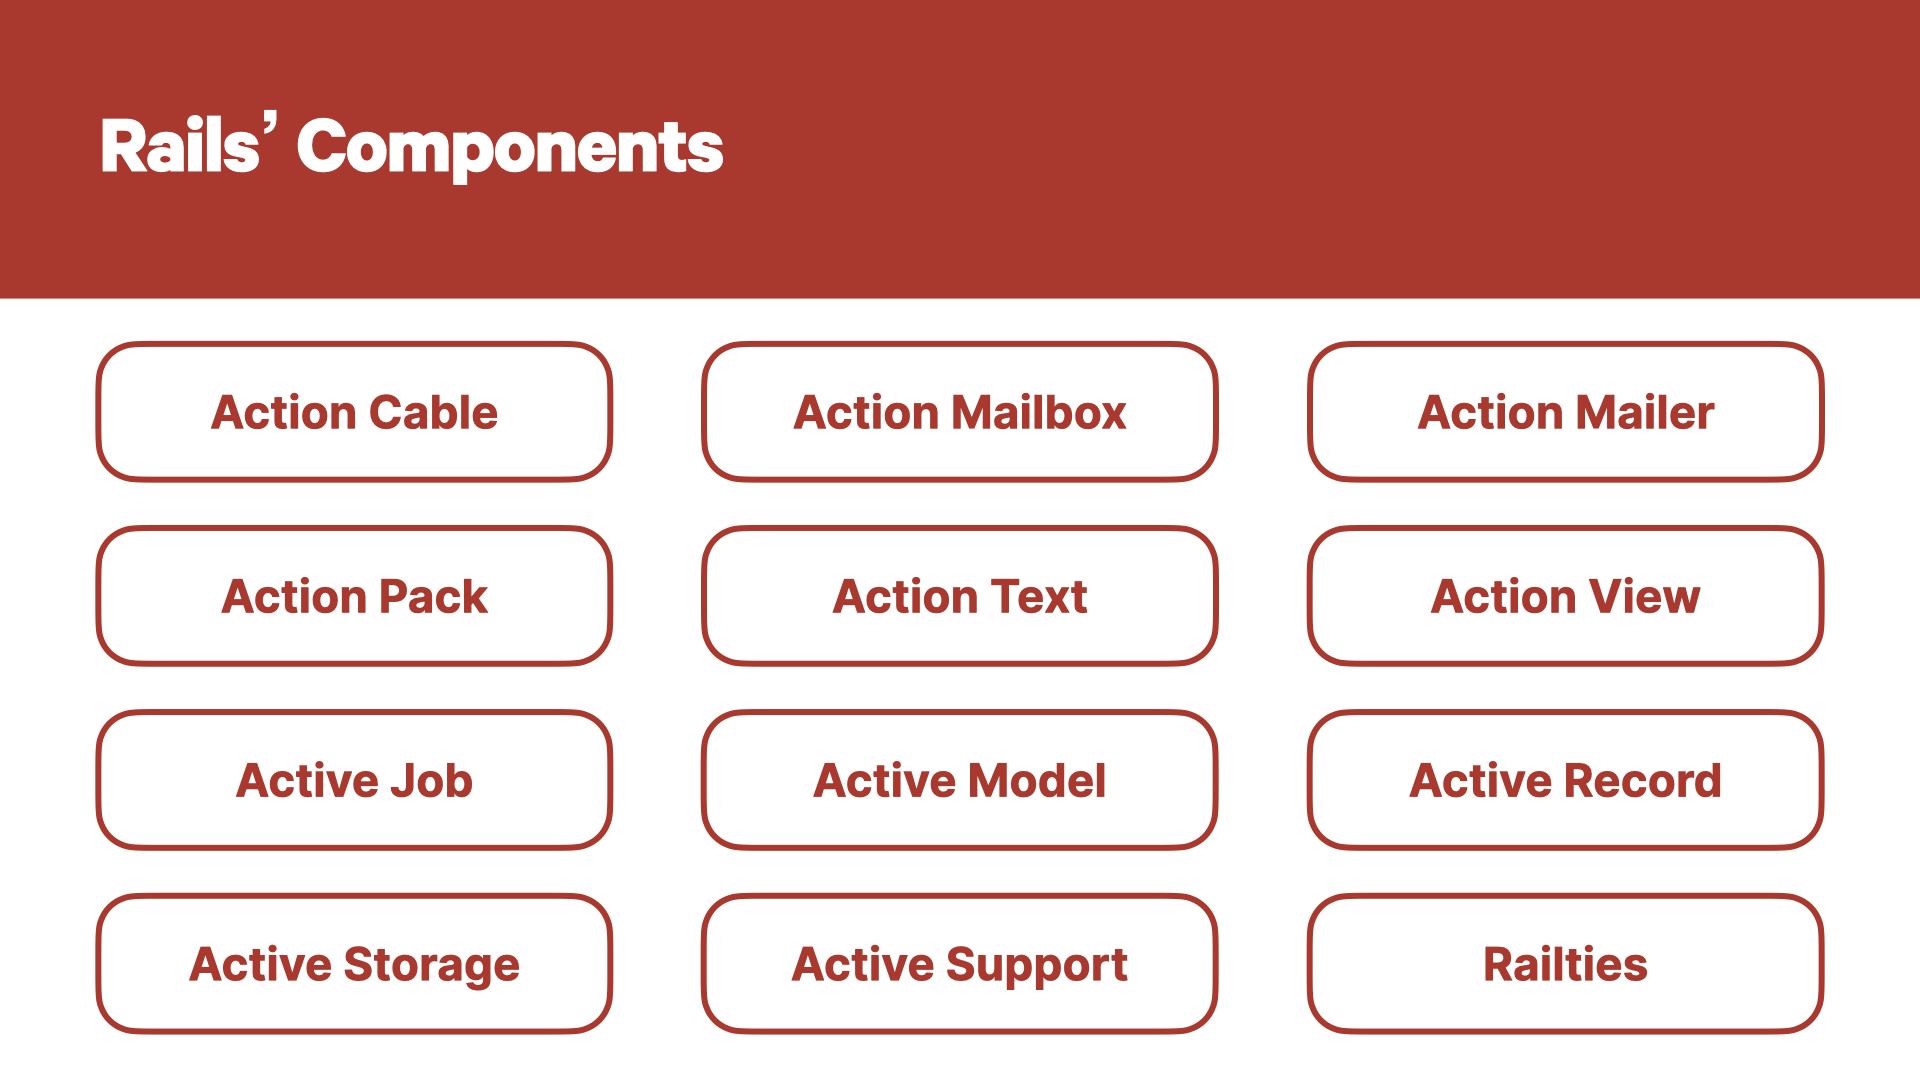 Rails’ Components
Action Cable
Action Mailbox
Action Mailer
Action Pack
Action Text
Action View
Active Job
Active Model
Active Record
Active Storage
Active Support
Railties